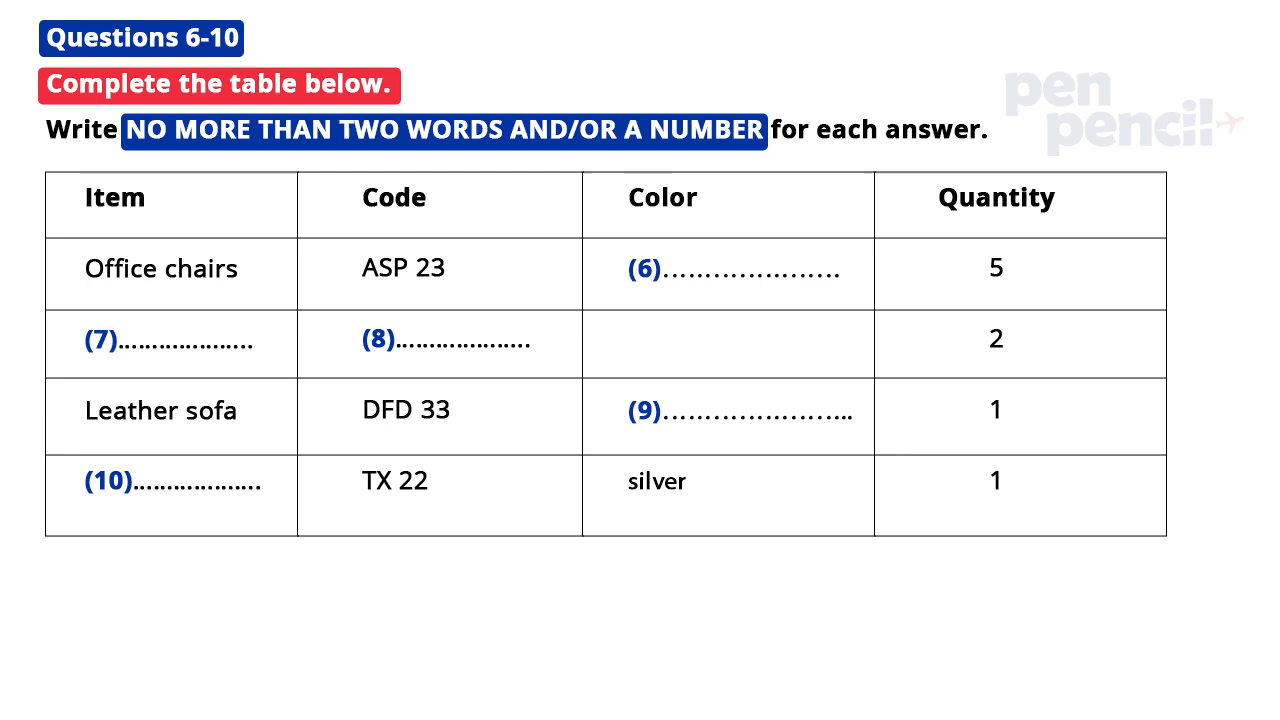 Questions 6-10
Complete the table below.
Write NO MORE THAN TWO WORDS AND/OR A NUMBER for each answer.
pen
pencil
Item Code Color Quantity
Office chairs ASP 23 (6)..................... 5
(7)................... (8)................... 2
Leather sofa DFD 33 (9)....................... 1
(10).................. TX 22 silver 1